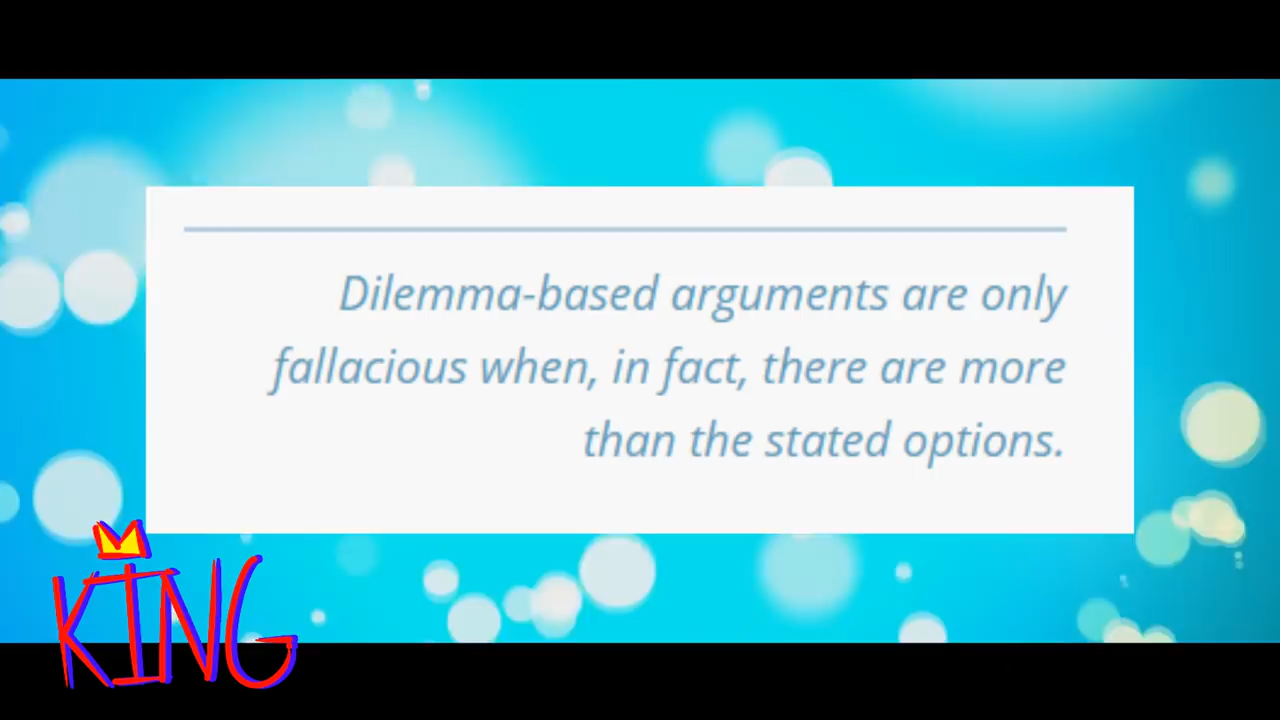 Dilemma-based arguments are only
fallacious when, in fact, there are more
than the stated options.
KING